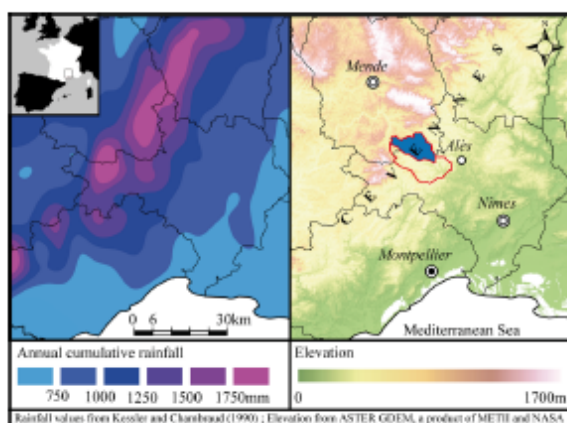 N
Mende
CEVENNES
Alès
Nîmes
Montpellier
0 6 30km
Mediterranean Sea
Annual cumulative rainfall
750 1000 1250 1500 1750mm
Elevation
0 1700m
Rainfall values from Kessler and Chambraud (1990) ; Elevation from ASTER GDEM, a product of METI and NASA